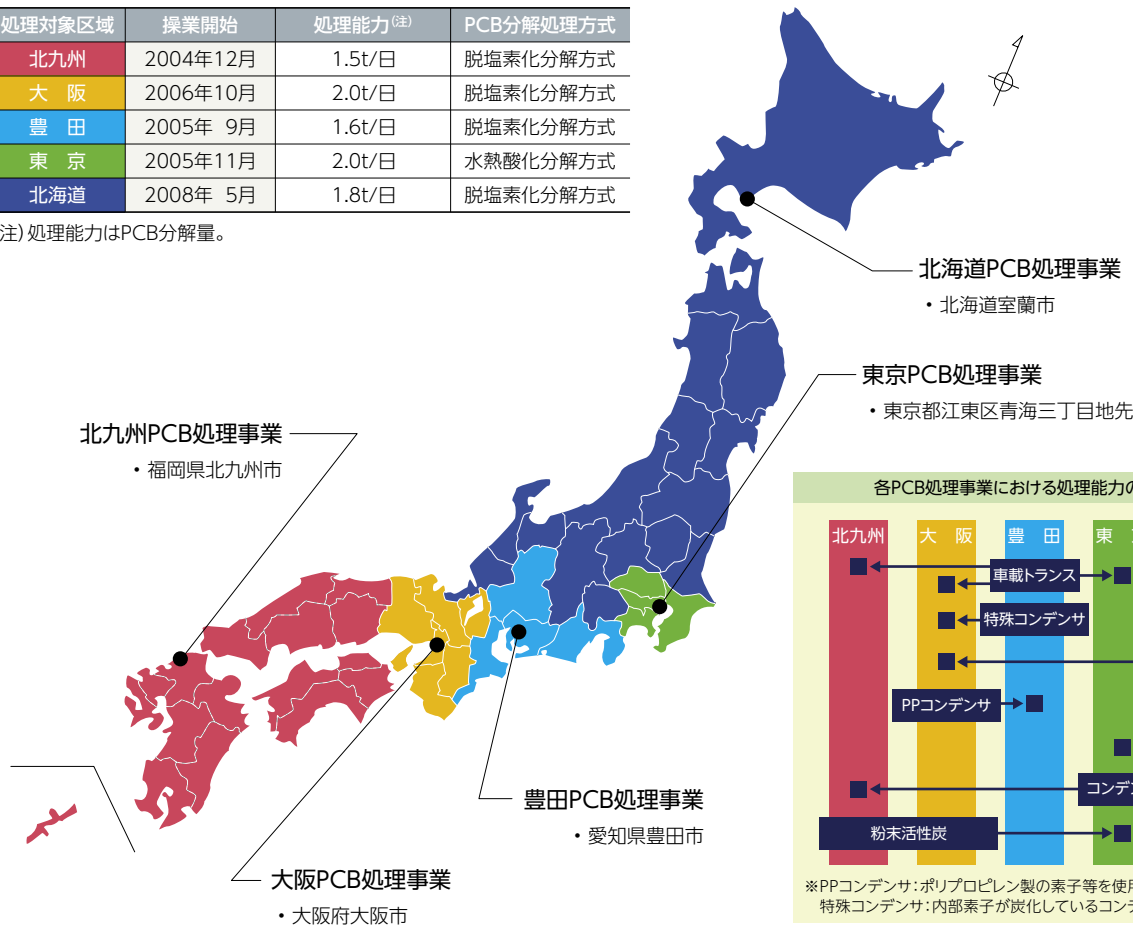 処理対象区域 操業開始 処理能力(注) PCB分解処理方式
北九州 2004年12月 1.5t/日 脱塩素化分解方式
大 阪 2006年10月 2.0t/日 脱塩素化分解方式
豊 田 2005年 9月 1.6t/日 脱塩素化分解方式
東 京 2005年11月 2.0t/日 水熱酸化分解方式
北海道 2008年 5月 1.8t/日 脱塩素化分解方式
注)処理能力はPCB分解量。
北海道PCB処理事業
・北海道室蘭市
東京PCB処理事業
・東京都江東区青海三丁目地先
北九州PCB処理事業
・福岡県北九州市
豊田PCB処理事業
・愛知県豊田市
大阪PCB処理事業
・大阪府大阪市
各PCB処理事業における処理能力の
北九州 大 阪 豊 田 東
車載トランス
特殊コンデンサ
PPコンデンサ
コンデ
粉末活性炭
※PPコンデンサ:ポリプロピレン製の素子等を使用
特殊コンデンサ:内部素子が炭化しているコン